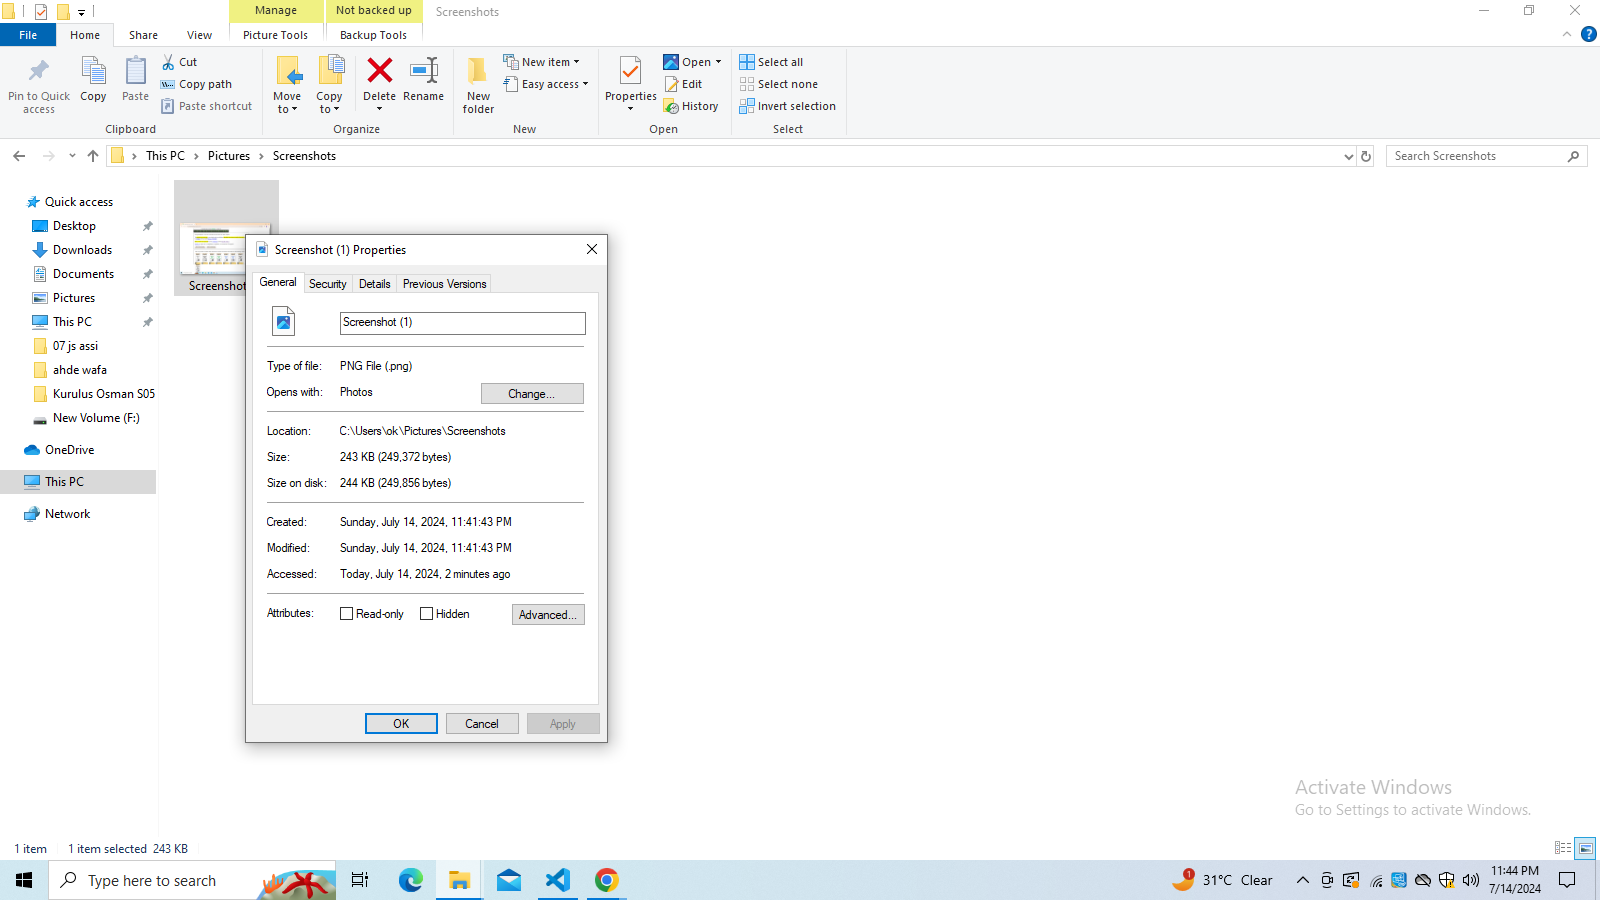 Manage
Not backed up
Screenshots
File
Home
Share
View
Picture Tools
Backup Tools
Pin to Quick access
Copy
Paste
Cut
Copy path
Paste shortcut
Clipboard
Move to
Copy to
Delete
Rename
Organize
New folder
New item
Easy access
New
Properties
Open
Edit
History
Open
Select all
Select none
Invert selection
Select
This PC
Pictures
Screenshots
Search Screenshots
Quick access
Desktop
Downloads
Documents
Pictures
This PC
07 js assi
ahde wafa
Kurulus Osman S05
New Volume (F:)
OneDrive
This PC
Network
Screenshot
Screenshot (1) Properties
General
Security
Details
Previous Versions
Screenshot (1)
Type of file: PNG File (.png)
Opens with: Photos
Change...
Location: C:\Users\ok\Pictures\Screenshots
Size: 243 KB (249,372 bytes)
Size on disk: 244 KB (249,856 bytes)
Created: Sunday, July 14, 2024, 11:41:43 PM
Modified: Sunday, July 14, 2024, 11:41:43 PM
Accessed: Today, July 14, 2024, 2 minutes ago
Attributes: Read-only Hidden
Advanced...
OK
Cancel
Apply
Activate Windows
Go to Settings to activate Windows.
1 item
1 item selected 243 KB
Type here to search
1
31°C Clear
11:44 PM
7/14/2024